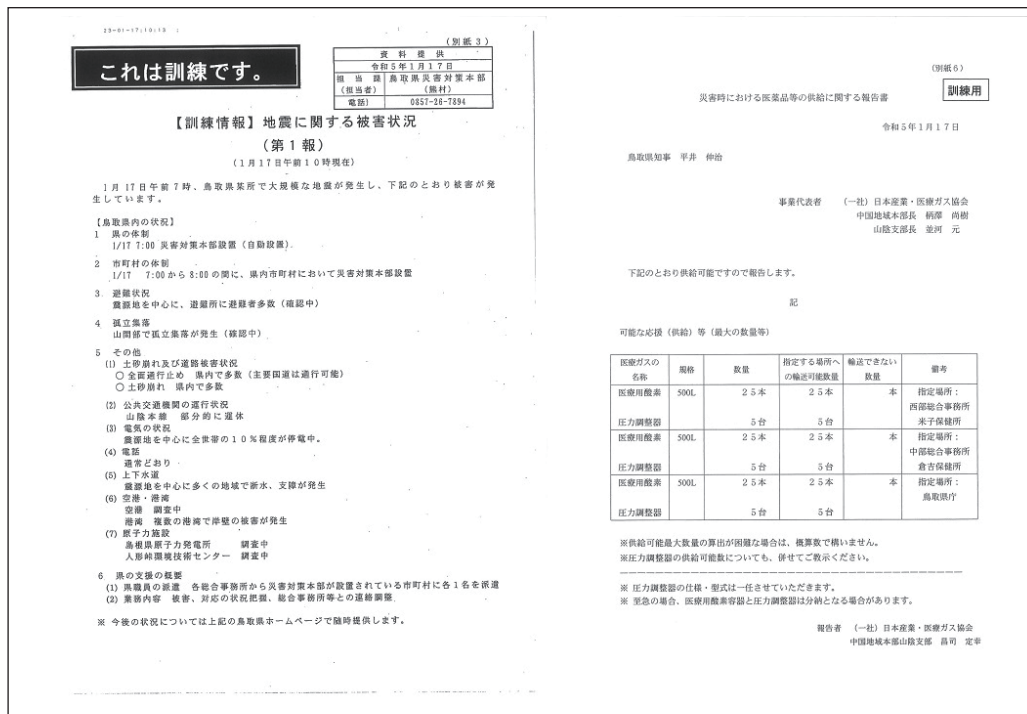 23-01-17;10:13 ;
(別紙3)
これは訓練です。
資料提供
令和5年1月17日
担当課 鳥取県災害対策本部
(担当者) (熊村)
電話 0857-26-7894
【訓練情報】地震に関する被害状況
(第1報)
(1月17日午前10時現在)
1月17日午前7時、鳥取県某所で大規模な地震が発生し、下記のとおり被害が発
生しています。
【鳥取県内の状況】
1 県の体制
1/17 7:00 災害対策本部設置(自動設置)
2 市町村の体制
1/17 7:00から8:00の間に、県内市町村において災害対策本部設置
3 避難状況
震源地を中心に、避難所に避難者多数(確認中)
4 孤立集落
山間部で孤立集落が発生(確認中)
5 その他
(1) 土砂崩れ及び道路被害状況
○ 全面通行止め 県内で多数(主要国道は通行可能)
○ 土砂崩れ 県内で多数
(2) 公共交通機関の運行状況
山陰本線 部分的に運休
(3) 電気の状況
震源地を中心に全世帯の10%程度が停電中。
(4) 電話
通常どおり
(5) 上下水道
震源地を中心に多くの地域で断水、支障が発生
(6) 空港・港湾
空港 調査中
港湾 複数の港湾で岸壁の被害が発生
(7) 原子力施設
島根県原子力発電所 調査中
人形峠環境技術センター 調査中
6 県の支援の概要
(1) 県職員の派遣 各総合事務所から災害対策本部が設置されている市町村に各1名を派遣
(2) 業務内容 被害、対応の状況把握、総合事務所等との連絡調整
※ 今後の状況については上記の鳥取県ホームページで随時提供します。
(別紙6)
訓練用
災害時における医薬品等の供給に関する報告書
令和5年1月17日
鳥取県知事 平井 伸治
事業代表者 (一社)日本産業・医療ガス協会
中国地域本部長 柄澤 尚樹
山陰支部長 並河 元
下記のとおり供給可能ですので報告します。
記
可能な応援(供給)等(最大の数量等)
医療ガスの名称 規格 数量 指定する場所への輸送可能数量 輸送できない数量 備考
医療用酸素 500L 25本 25本 本 指定場所:
西部総合事務所
圧力調整器 5台 5台 米子保健所
医療用酸素 500L 25本 25本 本 指定場所:
中部総合事務所
圧力調整器 5台 5台 倉吉保健所
医療用酸素 500L 25本 25本 本 指定場所:
鳥取県庁
圧力調整器 5台 5台
※供給可能最大数量の算出が困難な場合は、概算数で構いません。
※圧力調整器の供給可能数についても、併せてご教示ください。
※ 圧力調整器の仕様・型式は一任させていただきます。
※ 至急の場合、医療用酸素容器と圧力調整器は分納となる場合があります。
報告者 (一社)日本産業・医療ガス協会
中国地域本部山陰支部 昌司 定幸